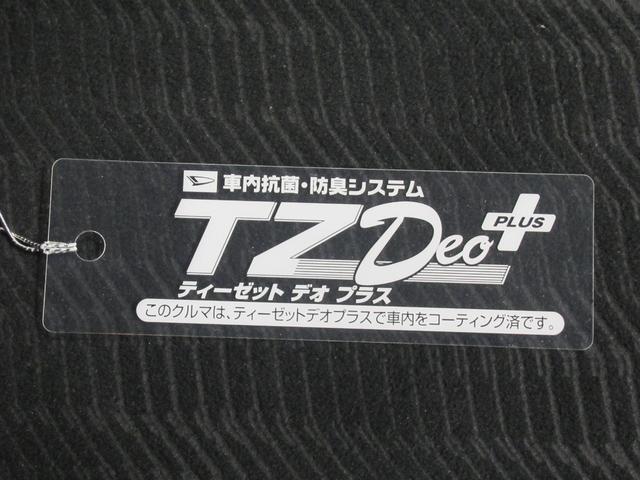 車内抗菌・防臭システム
TZDeo PLUS
ティーゼット デオ プラス
このクルマは、ティーゼットデオプラスで車内をコーティング済です。